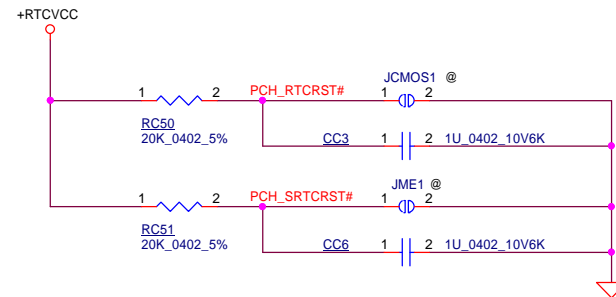 +RTCVCC
JCMOS1 @
1 2 PCH_RTCRST# 1 2
RC50
20K_0402_5%
CC3 1 2 1U_0402_10V6K
JME1 @
1 2 PCH_SRTCRST# 1 2
RC51
20K_0402_5%
CC6 1 2 1U_0402_10V6K